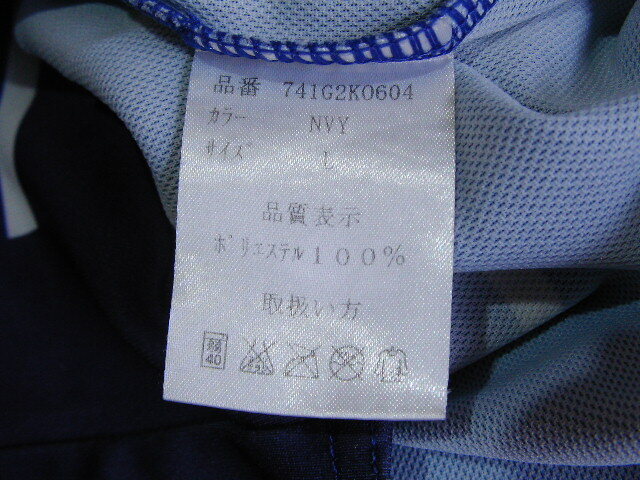 品番 741G2K0604
ｶﾗｰ NVY
ｻｲｽﾞ L
品質表示
ﾎﾟﾘｴｽﾃﾙ100%
取扱い方
弱 40